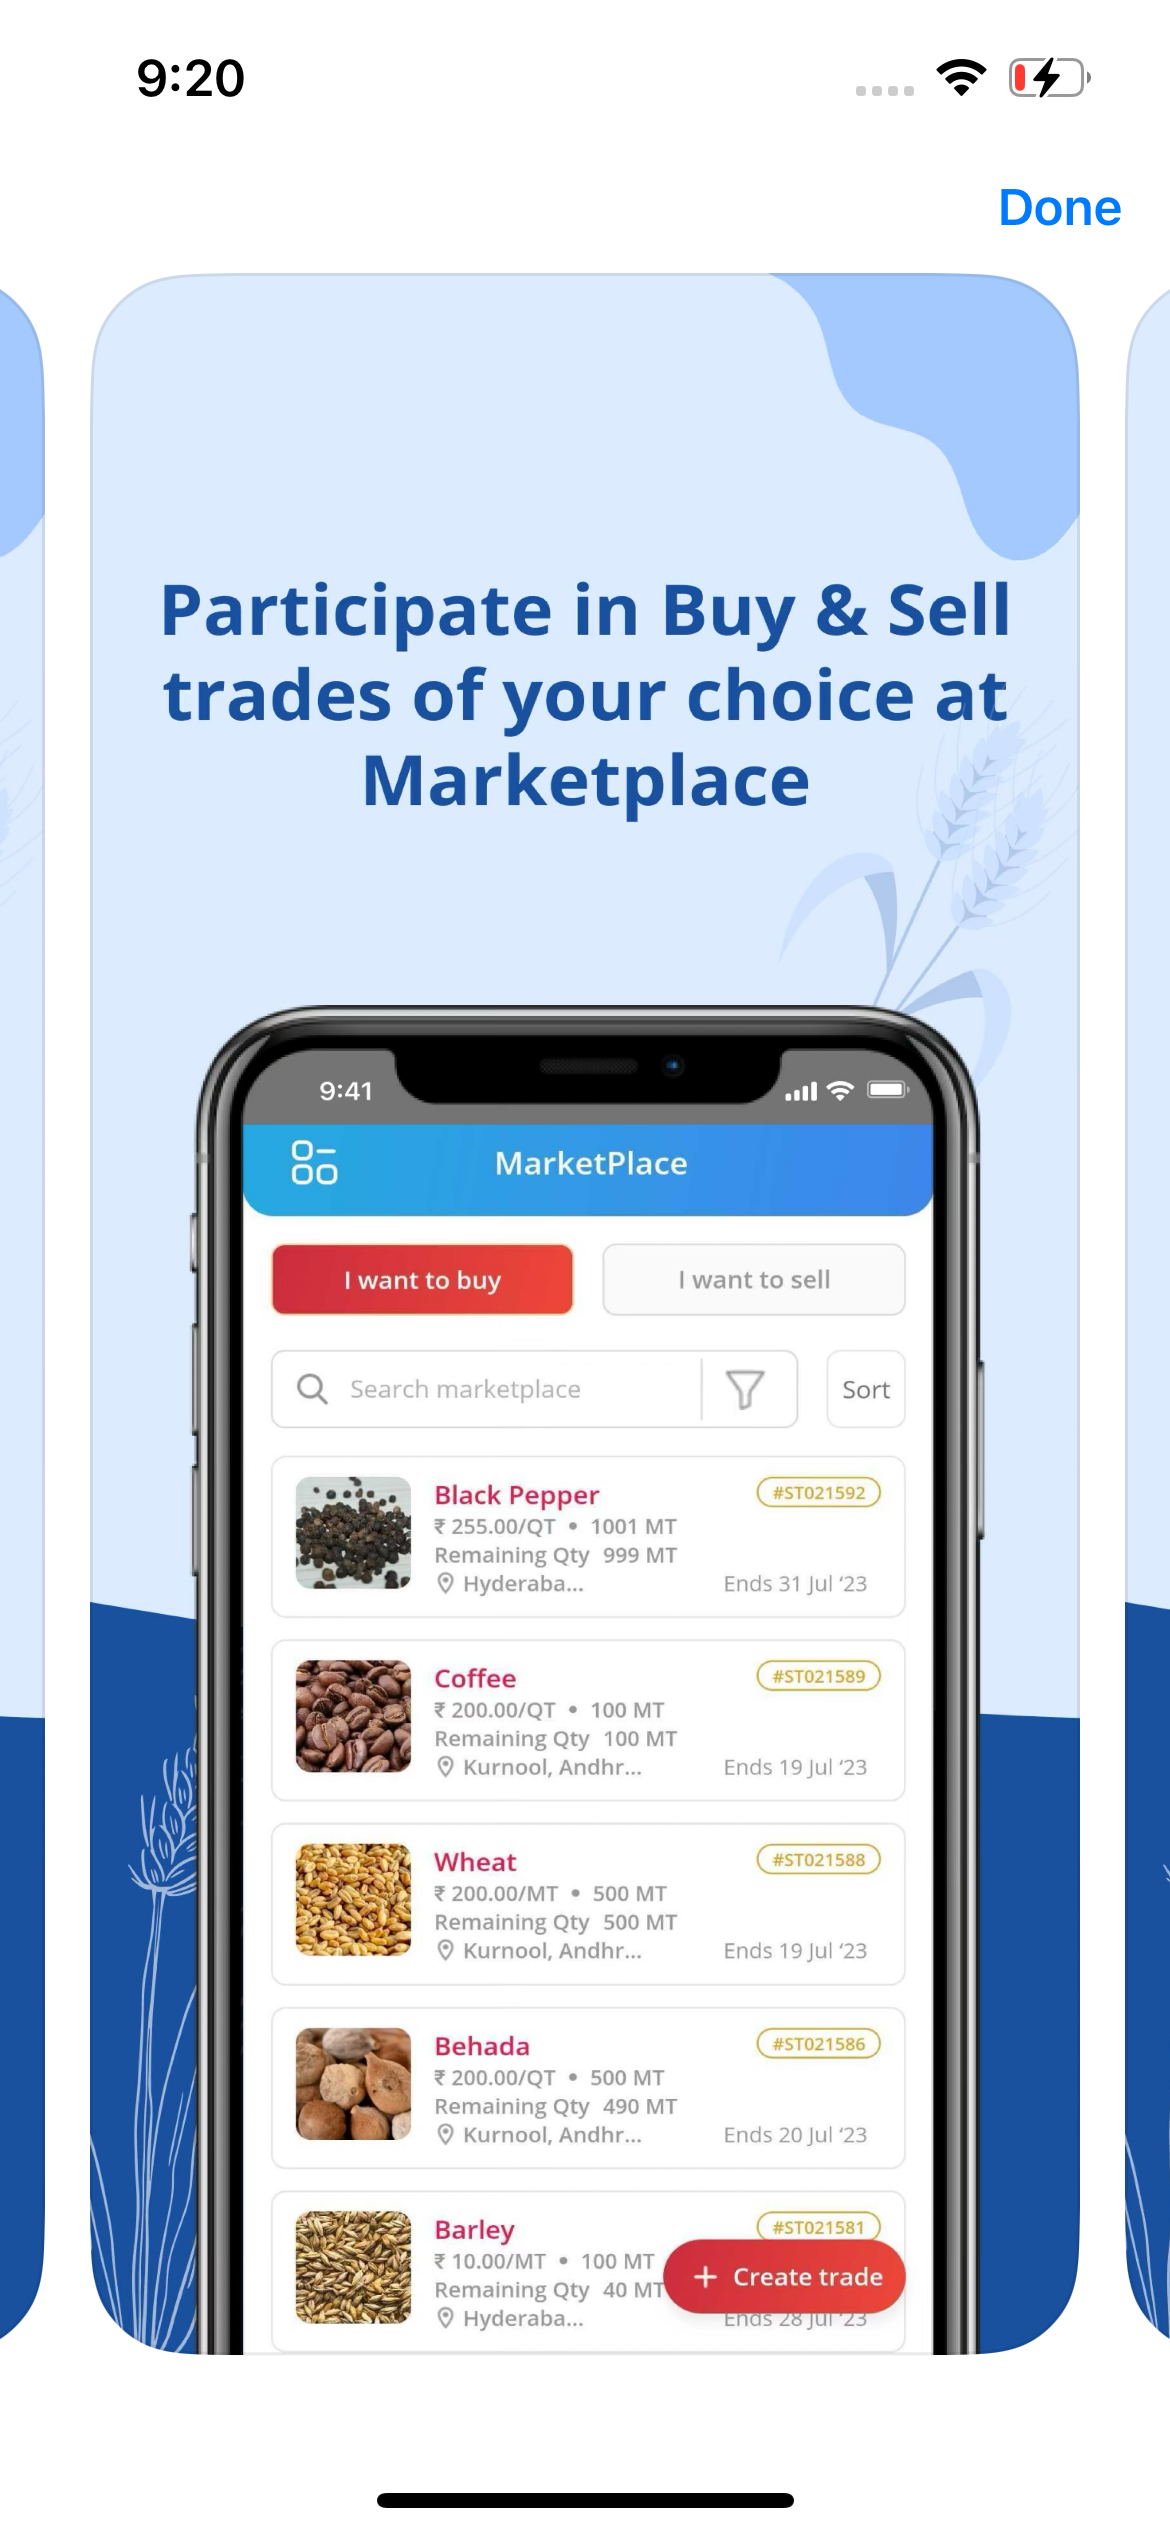 9:20
Done
Participate in Buy & Sell
trades of your choice at
Marketplace
9:41
MarketPlace
I want to buy
I want to sell
Search marketplace
Sort
Black Pepper
#ST021592
₹ 255.00/QT • 1001 MT
Remaining Qty 999 MT
Hyderaba...
Ends 31 Jul ‘23
Coffee
#ST021589
₹ 200.00/QT • 100 MT
Remaining Qty 100 MT
Kurnool, Andhr...
Ends 19 Jul ‘23
Wheat
#ST021588
₹ 200.00/MT • 500 MT
Remaining Qty 500 MT
Kurnool, Andhr...
Ends 19 Jul ‘23
Behada
#ST021586
₹ 200.00/QT • 500 MT
Remaining Qty 490 MT
Kurnool, Andhr...
Ends 20 Jul ‘23
Barley
#ST021581
₹ 10.00/MT • 100 MT
+ Create trade
Remaining Qty 40 MT
Hyderaba...
Ends 28 Jul ‘23